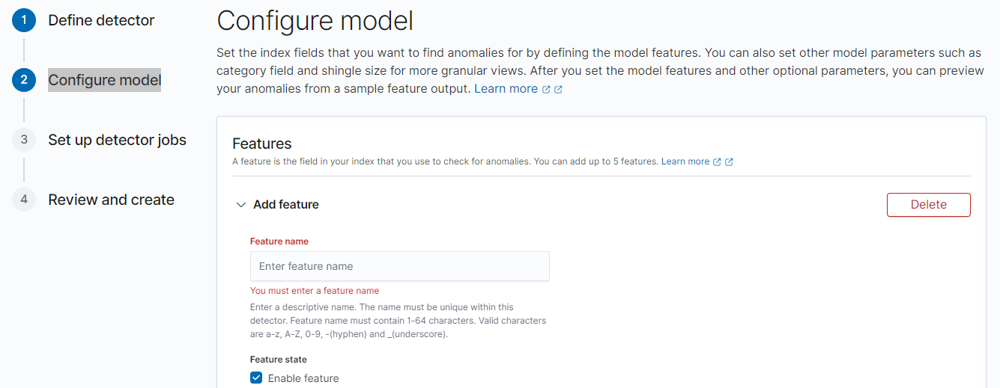 1 Define detector
2 Configure model
3 Set up detector jobs
4 Review and create
Configure model
Set the index fields that you want to find anomalies for by defining the model features. You can also set other model parameters such as
category field and shingle size for more granular views. After you set the model features and other optional parameters, you can preview
your anomalies from a sample feature output. Learn more
Features
A feature is the field in your index that you use to check for anomalies. You can add up to 5 features. Learn more
Add feature
Delete
Feature name
Enter feature name
You must enter a feature name
Enter a descriptive name. The name must be unique within this
detector. Feature name must contain 1-64 characters. Valid characters
are a-z, A-Z, 0-9, -(hyphen) and _(underscore).
Feature state
Enable feature